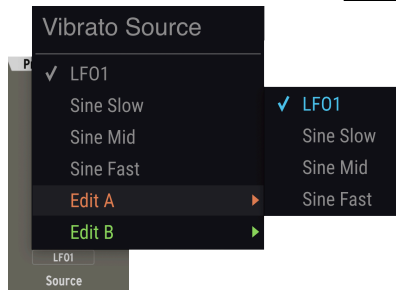 Vibrato Source
LFO1
Sine Slow
Sine Mid
Sine Fast
Edit A
Edit B
LFO1
Sine Slow
Sine Mid
Sine Fast
LFO1
Source